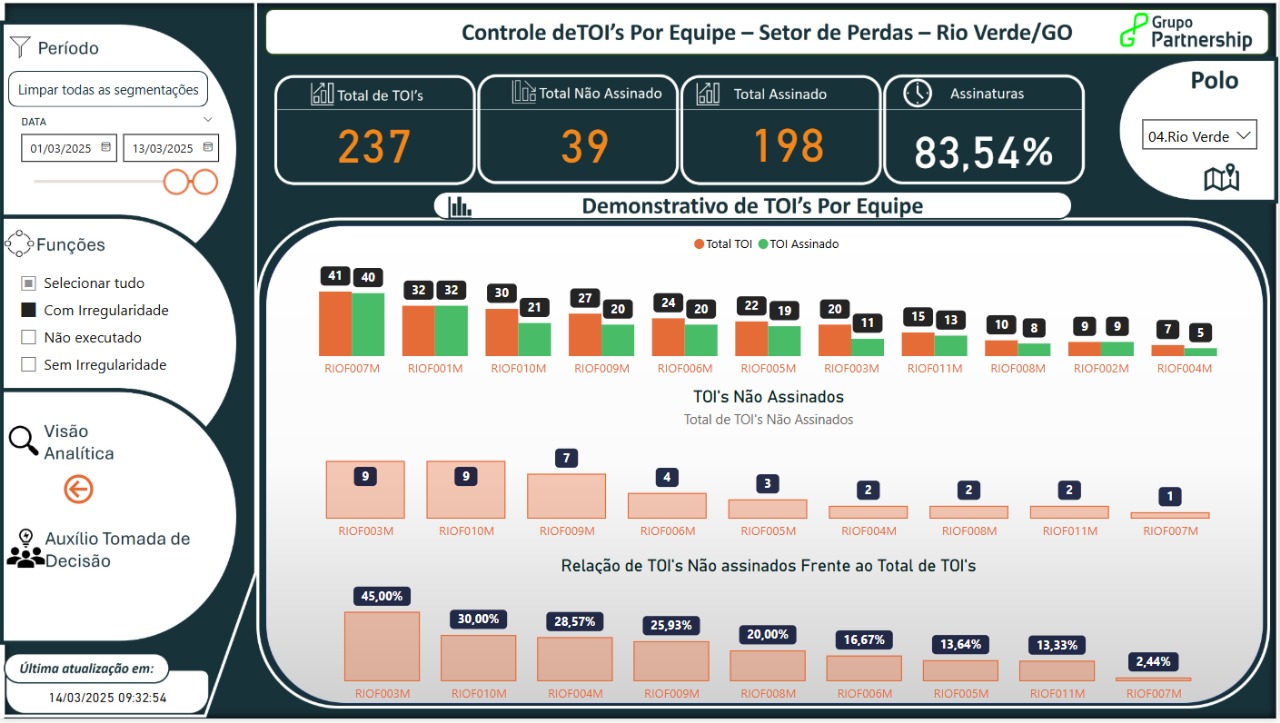 Controle deTOI's Por Equipe – Setor de Perdas – Rio Verde/GO
Grupo
Partnership
Período
Limpar todas as segmentações
DATA
01/03/2025 13/03/2025
Funções
Selecionar tudo
Com Irregularidade
Não executado
Sem Irregularidade
Visão
Analítica
Auxílio Tomada de
Decisão
Última atualização em:
14/03/2025 09:32:54
Total de TOI's
237
Total Não Assinado
39
Total Assinado
198
Assinaturas
83,54%
Polo
04.Rio Verde
Demonstrativo de TOI's Por Equipe
Total TOI TOI Assinado
41 40 32 32 30 21 27 20 24 20 22 19 20 11 15 13 10 8 9 9 7 5
RIOF007M RIOF001M RIOF010M RIOF009M RIOF006M RIOF005M RIOF003M RIOF011M RIOF008M RIOF002M RIOF004M
TOI's Não Assinados
Total de TOI's Não Assinados
9 9 7 4 3 2 2 2 1
RIOF003M RIOF010M RIOF009M RIOF006M RIOF005M RIOF004M RIOF008M RIOF011M RIOF007M
Relação de TOI's Não assinados Frente ao Total de TOI's
45,00% 30,00% 28,57% 25,93% 20,00% 16,67% 13,64% 13,33% 2,44%
RIOF003M RIOF010M RIOF004M RIOF009M RIOF008M RIOF006M RIOF005M RIOF011M RIOF007M